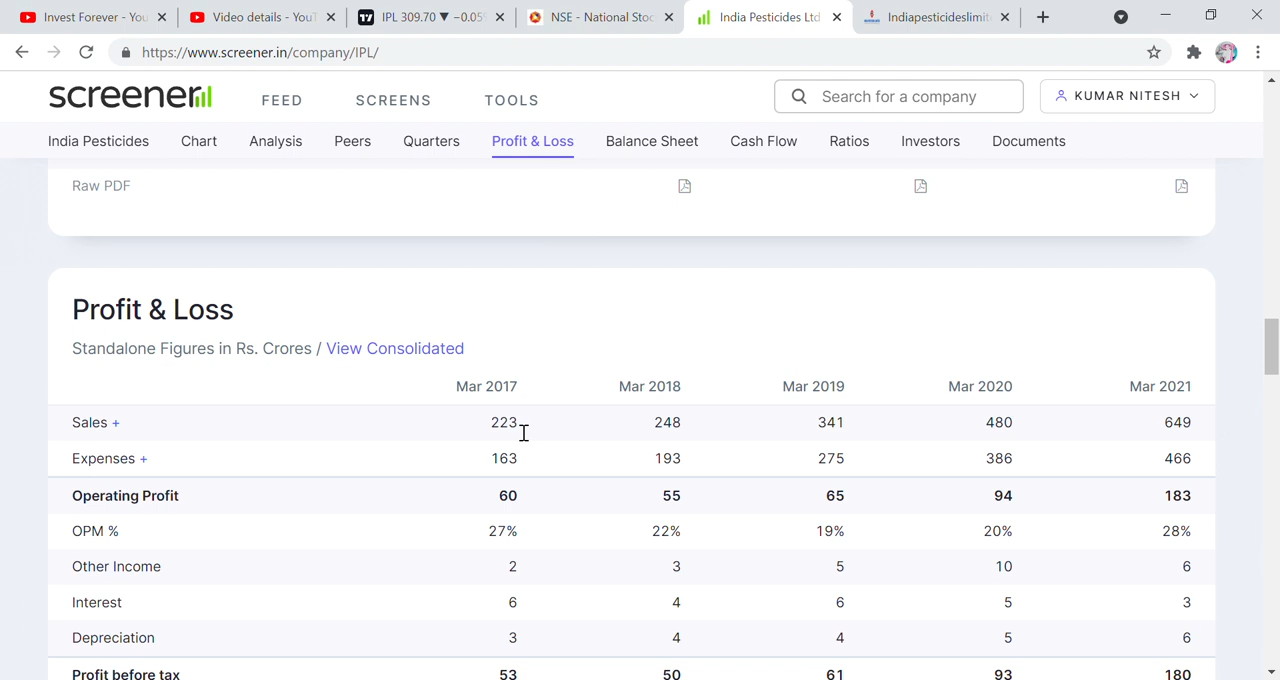 Invest Forever - You
Video details - YouT
IPL 309.70 ▼ −0.05
NSE - National Stoc
India Pesticides Ltd
Indiapesticideslimit
https://www.screener.in/company/IPL/
screener
FEED
SCREENS
TOOLS
Search for a company
KUMAR NITESH
India Pesticides Chart Analysis Peers Quarters Profit & Loss Balance Sheet Cash Flow Ratios Investors Documents
Raw PDF
Profit & Loss
Standalone Figures in Rs. Crores / View Consolidated
Mar 2017 Mar 2018 Mar 2019 Mar 2020 Mar 2021
Sales + 223 248 341 480 649
Expenses + 163 193 275 386 466
Operating Profit 60 55 65 94 183
OPM % 27% 22% 19% 20% 28%
Other Income 2 3 5 10 6
Interest 6 4 6 5 3
Depreciation 3 4 4 5 6
Profit before tax 53 50 61 93 180